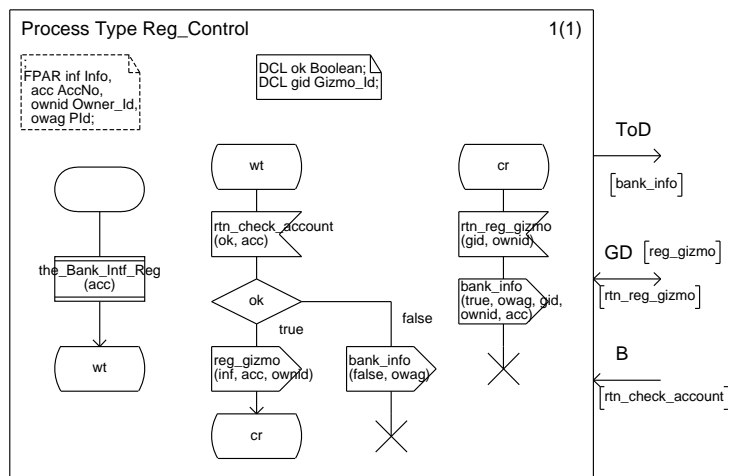 Process Type Reg_Control
1(1)
FPAR inf Info,
acc AccNo,
ownid Owner_Id,
owag PId;
DCL ok Boolean;
DCL gid Gizmo_Id;
the_Bank_Intf_Reg
(acc)
wt
wt
rtn_check_account
(ok, acc)
ok
true
false
reg_gizmo
(inf, acc, ownid)
bank_info
(false, owag)
cr
cr
rtn_reg_gizmo
(gid, ownid)
bank_info
(true, owag, gid,
ownid, acc)
ToD
[bank_info]
GD
[reg_gizmo]
[rtn_reg_gizmo]
B
[rtn_check_account]